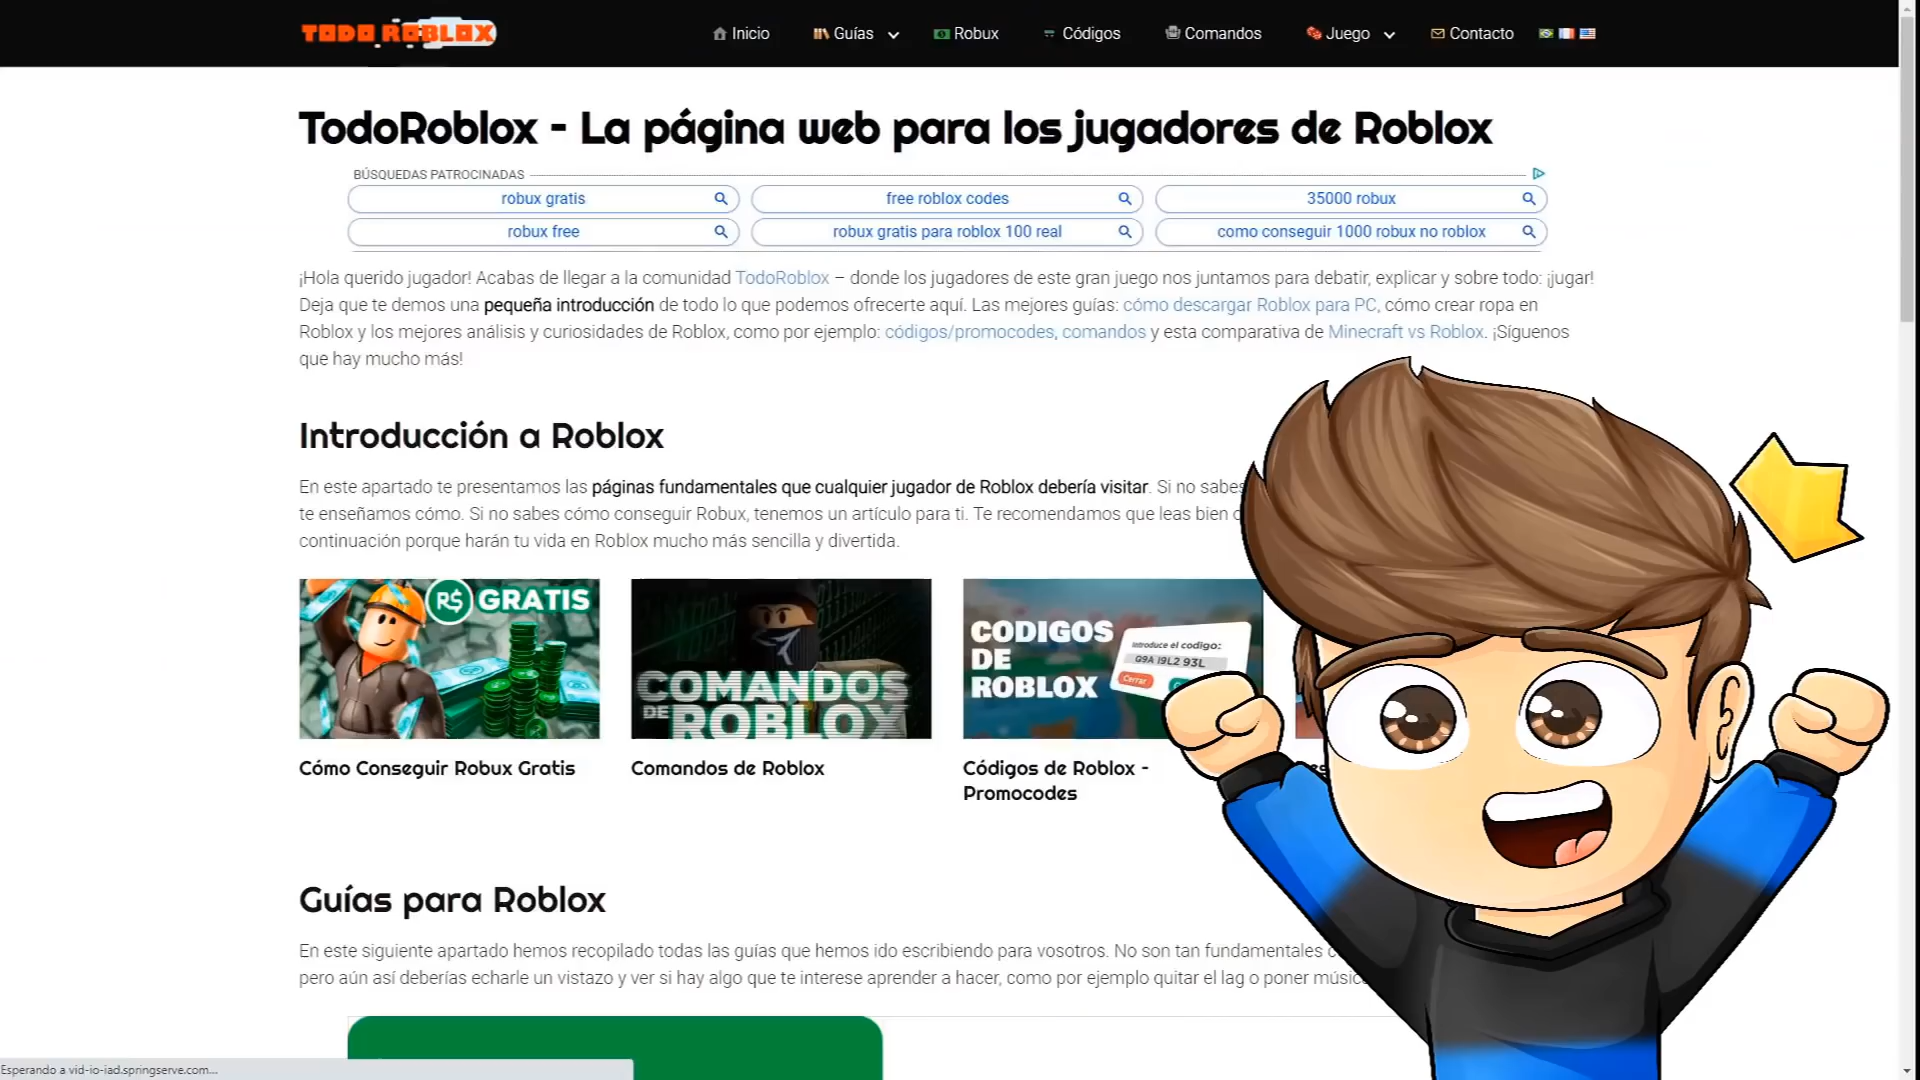 TODO ROBLOX
Inicio
Guías
Robux
Códigos
Comandos
Juego
Contacto
TodoRoblox - La página web para los jugadores de Roblox
BÚSQUEDAS PATROCINADAS
robux gratis
free roblox codes
35000 robux
robux free
robux gratis para roblox 100 real
como conseguir 1000 robux no roblox
¡Hola querido jugador! Acabas de llegar a la comunidad TodoRoblox – donde los jugadores de este gran juego nos juntamos para debatir, explicar y sobre todo: ¡jugar!
Deja que te demos una pequeña introducción de todo lo que podemos ofrecerte aquí. Las mejores guías: cómo descargar Roblox para PC, cómo crear ropa en
Roblox y los mejores análisis y curiosidades de Roblox, como por ejemplo: códigos/promocodes, comandos y esta comparativa de Minecraft vs Roblox. ¡Síguenos
que hay mucho más!
Introducción a Roblox
En este apartado te presentamos las páginas fundamentales que cualquier jugador de Roblox debería visitar. Si no sabes
te enseñamos cómo. Si no sabes cómo conseguir Robux, tenemos un artículo para ti. Te recomendamos que leas bien
continuación porque harán tu vida en Roblox mucho más sencilla y divertida.
R$ GRATIS
COMANDOS
DE ROBLOX
CODIGOS
DE
ROBLOX
Introduce el codigo:
G9A I9L2 93L
Cerrar
Cómo Conseguir Robux Gratis
Comandos de Roblox
Códigos de Roblox -
Promocodes
Guías para Roblox
En este siguiente apartado hemos recopilado todas las guías que hemos ido escribiendo para vosotros. No son tan fundamentales
pero aún así deberías echarle un vistazo y ver si hay algo que te interese aprender a hacer, como por ejemplo quitar el lag o poner
Esperando a vid-io-iad.springserve.com...